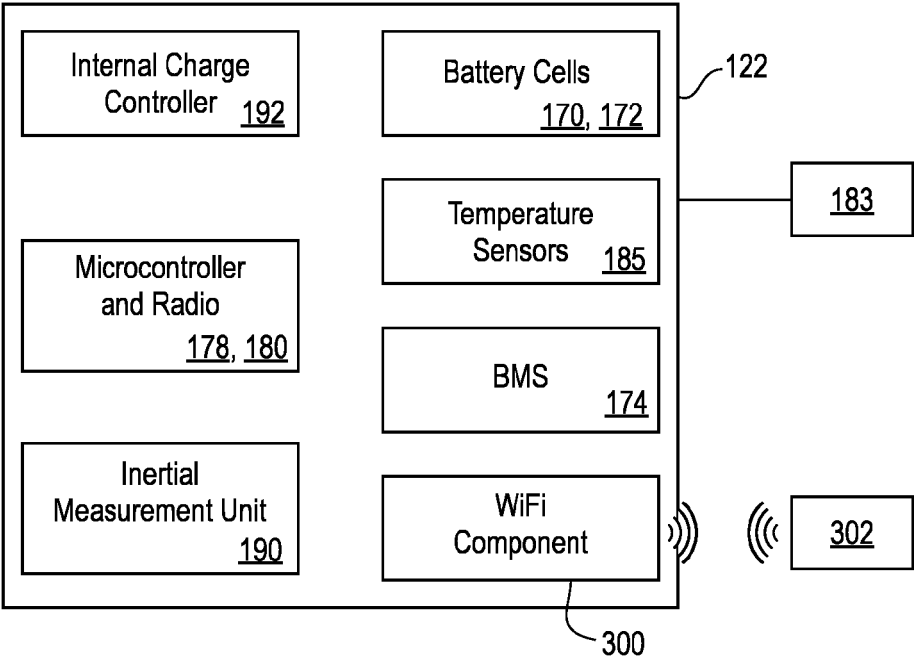 Internal Charge
Controller
192
Battery Cells
170, 172
122
Temperature
Sensors
185
183
Microcontroller
and Radio
178, 180
BMS
174
Inertial
Measurement Unit
190
WiFi
Component
302
300